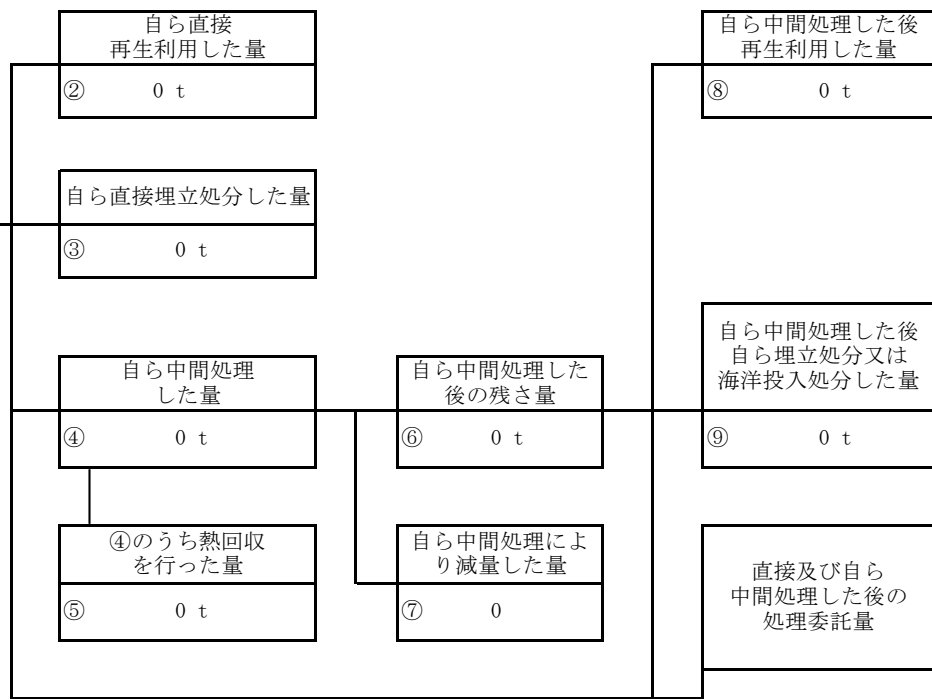 自ら直接
再生利用した量
② 0 t
自ら中間処理した後
再生利用した量
⑧ 0 t
自ら直接埋立処分した量
③ 0 t
自ら中間処理
した量
④ 0 t
自ら中間処理した
後の残さ量
⑥ 0 t
自ら中間処理した後
自ら埋立処分又は
海洋投入処分した量
⑨ 0 t
④のうち熱回収
を行った量
⑤ 0 t
自ら中間処理によ
り減量した量
⑦ 0
直接及び自ら
中間処理した後の
処理委託量